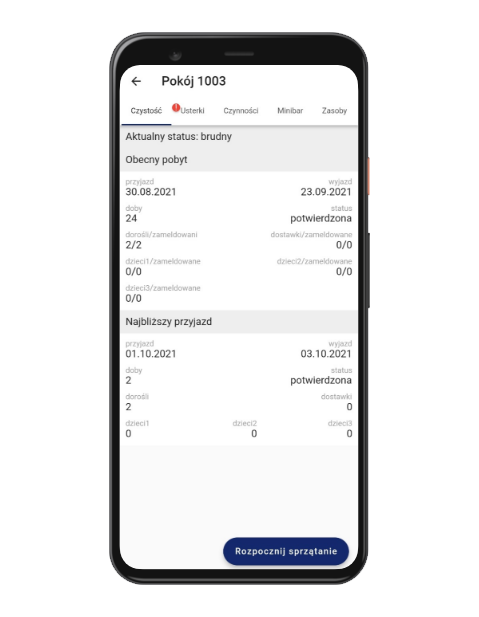 Pokój 1003
Czystość Usterki Czynności Minibar Zasoby
Aktualny status: brudny
Obecny pobyt
przyjazd wyjazd
30.08.2021 23.09.2021
doby status
24 potwierdzona
dorośli/zameldowani dostawki/zameldowane
2/2 0/0
dzieci1/zameldowane dzieci2/zameldowane
0/0 0/0
dzieci3/zameldowane
0/0
Najbliższy przyjazd
przyjazd wyjazd
01.10.2021 03.10.2021
doby status
2 potwierdzona
dorośli dostawki
2 0
dzieci1 dzieci2 dzieci3
0 0 0
Rozpocznij sprzątanie